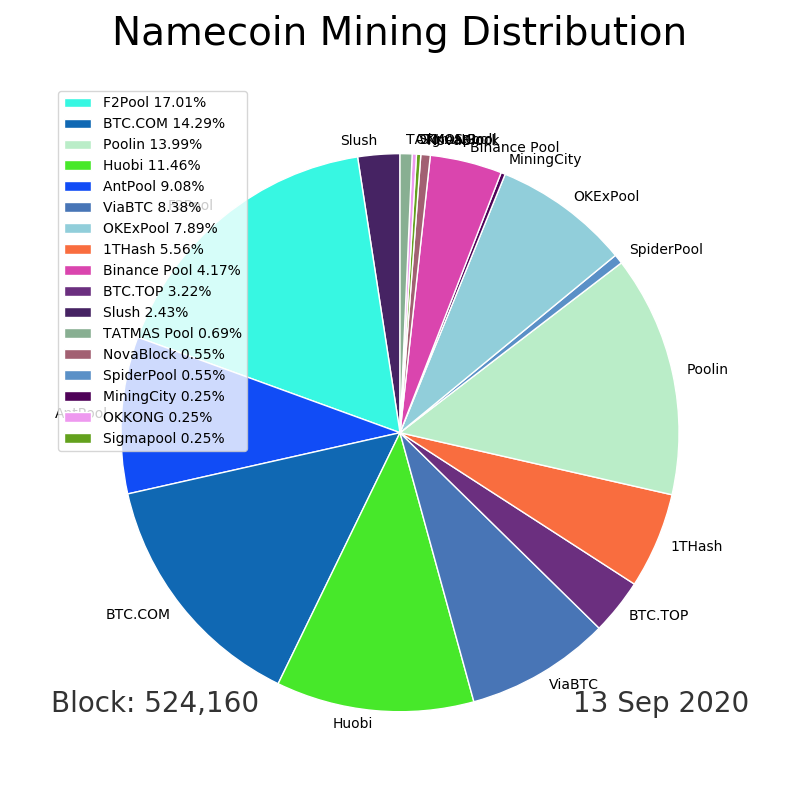 Namecoin Mining Distribution
F2Pool 17.01%
BTC.COM 14.29%
Poolin 13.99%
Huobi 11.46%
AntPool 9.08%
ViaBTC 8.38%
OKExPool 7.89%
1THash 5.56%
Binance Pool 4.17%
BTC.TOP 3.22%
Slush 2.43%
TATMAS Pool 0.69%
NovaBlock 0.55%
SpiderPool 0.55%
MiningCity 0.25%
OKKONG 0.25%
Sigmapool 0.25%
Slush
Binance Pool
MiningCity
OKExPool
SpiderPool
Poolin
1THash
BTC.TOP
ViaBTC
Huobi
BTC.COM
AntPool
F2Pool
Block: 524,160
13 Sep 2020